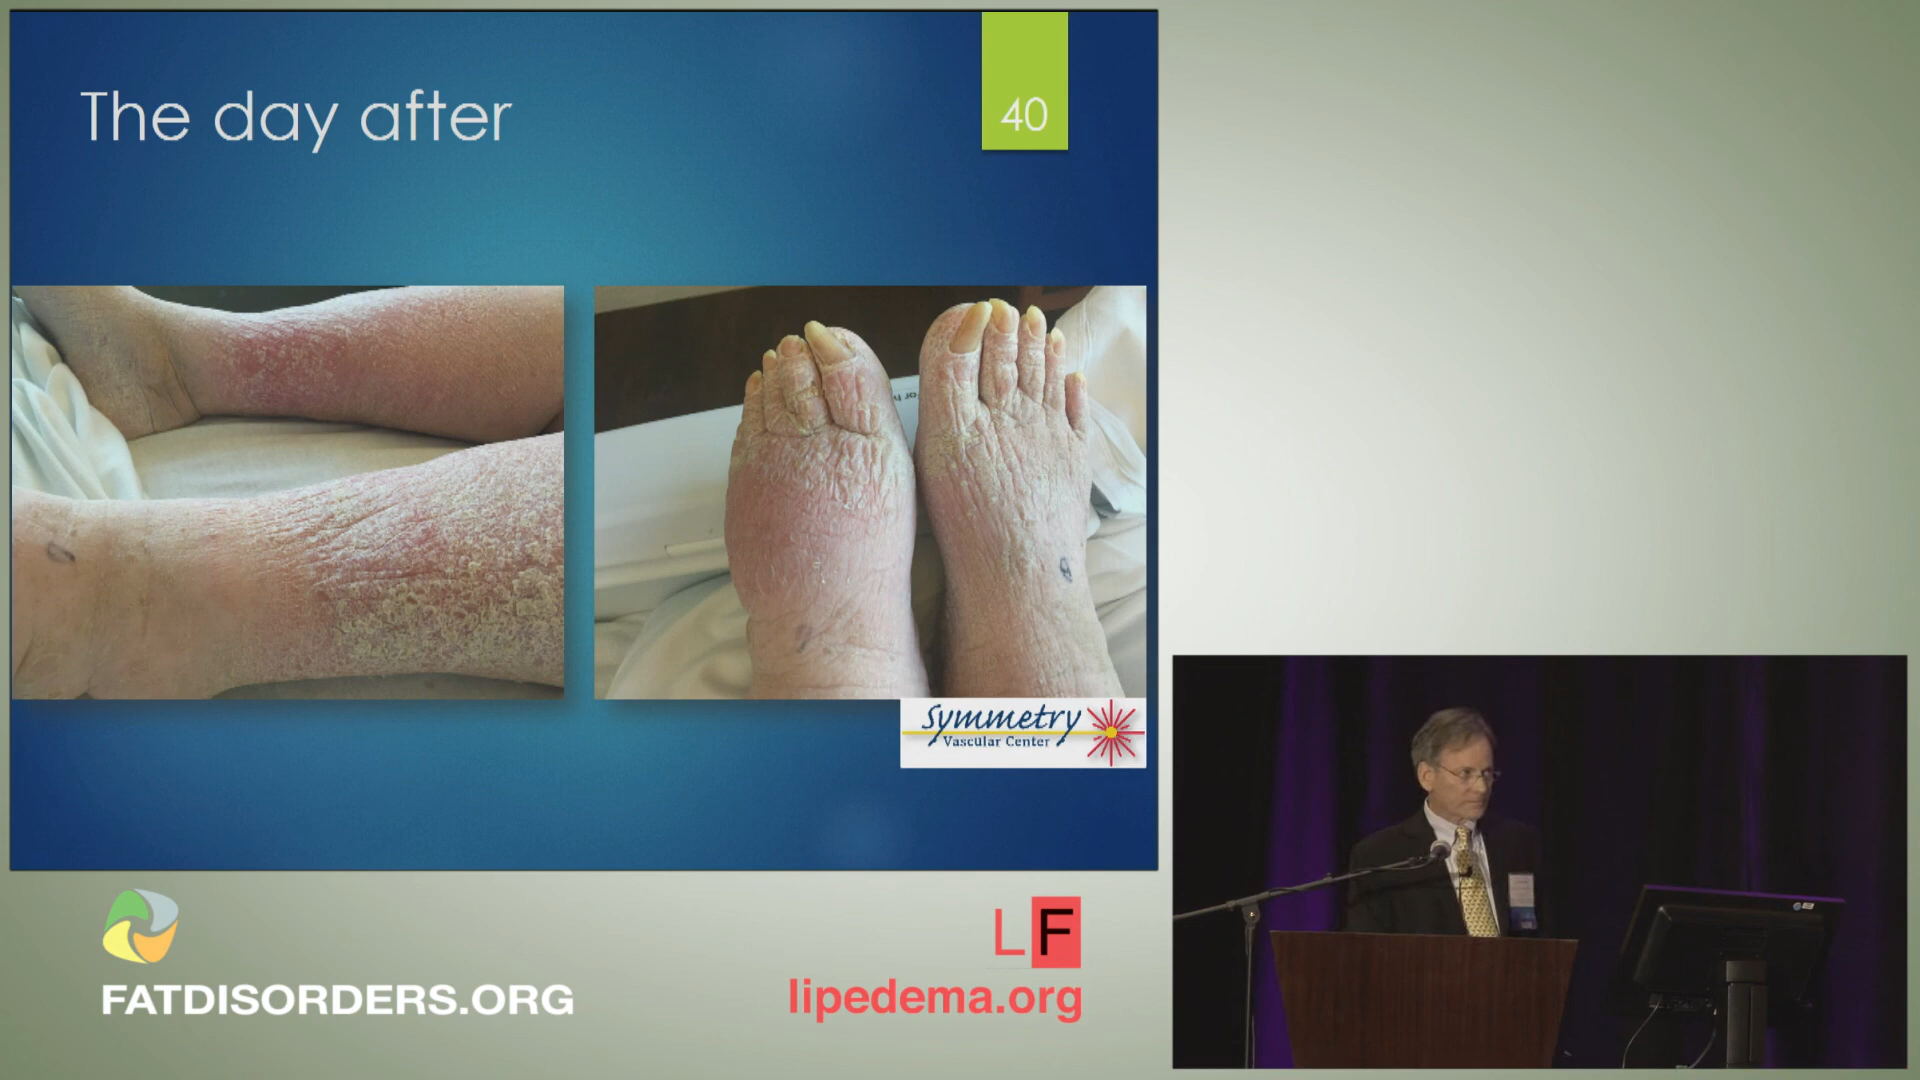 The day after
40
Symmetry
Vascular Center
FATDISORDERS.ORG
LF
lipedema.org